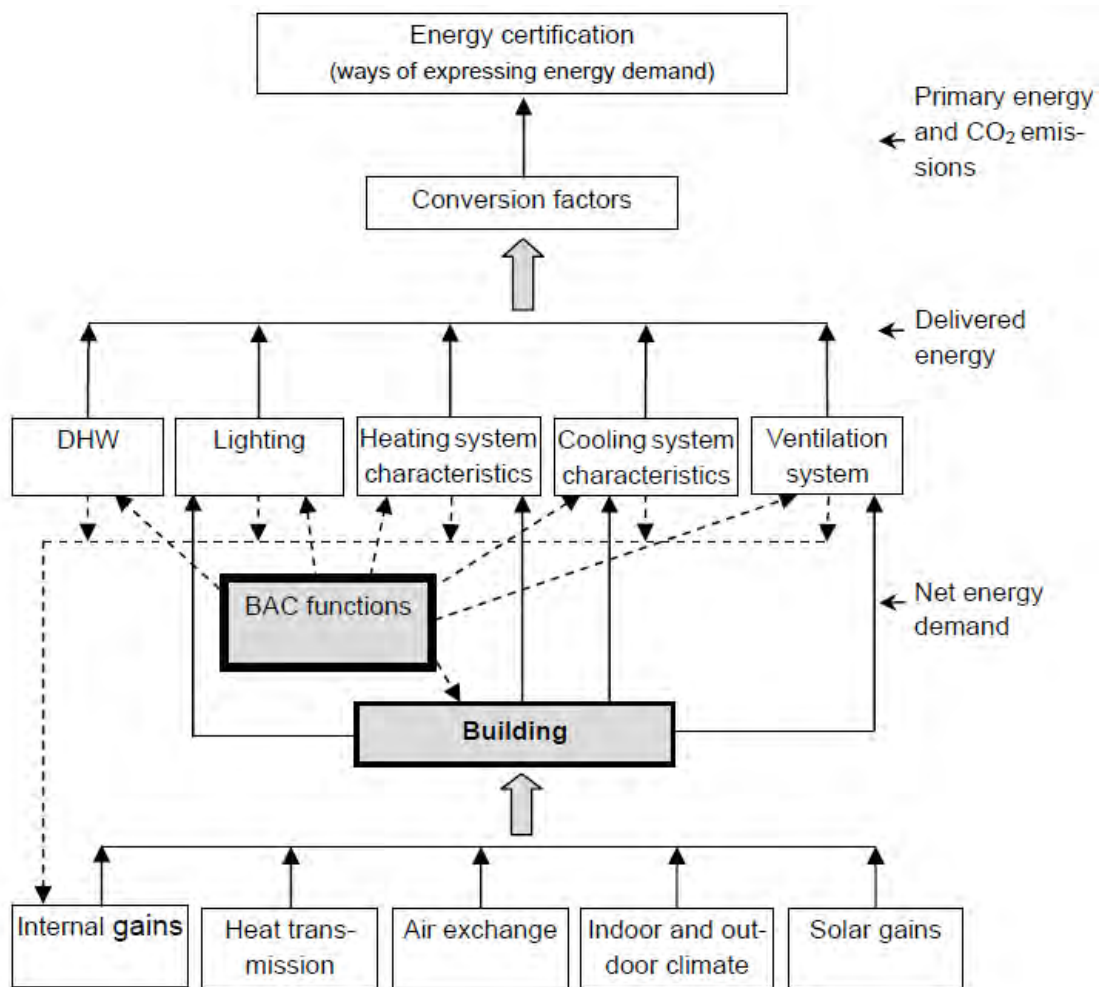 Energy certification
(ways of expressing energy demand)
Primary energy
and CO₂ emis-
sions
Conversion factors
Delivered
energy
DHW
Lighting
Heating system
characteristics
Cooling system
characteristics
Ventilation
system
BAC functions
Net energy
demand
Building
Internal gains
Heat trans-
mission
Air exchange
Indoor and out-
door climate
Solar gains